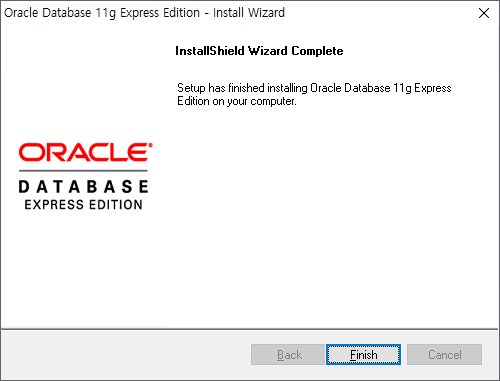 Oracle Database 11g Express Edition - Install Wizard
InstallShield Wizard Complete
Setup has finished installing Oracle Database 11g Express
Edition on your computer.
ORACLE®
DATABASE
EXPRESS EDITION
Back
Finish
Cancel